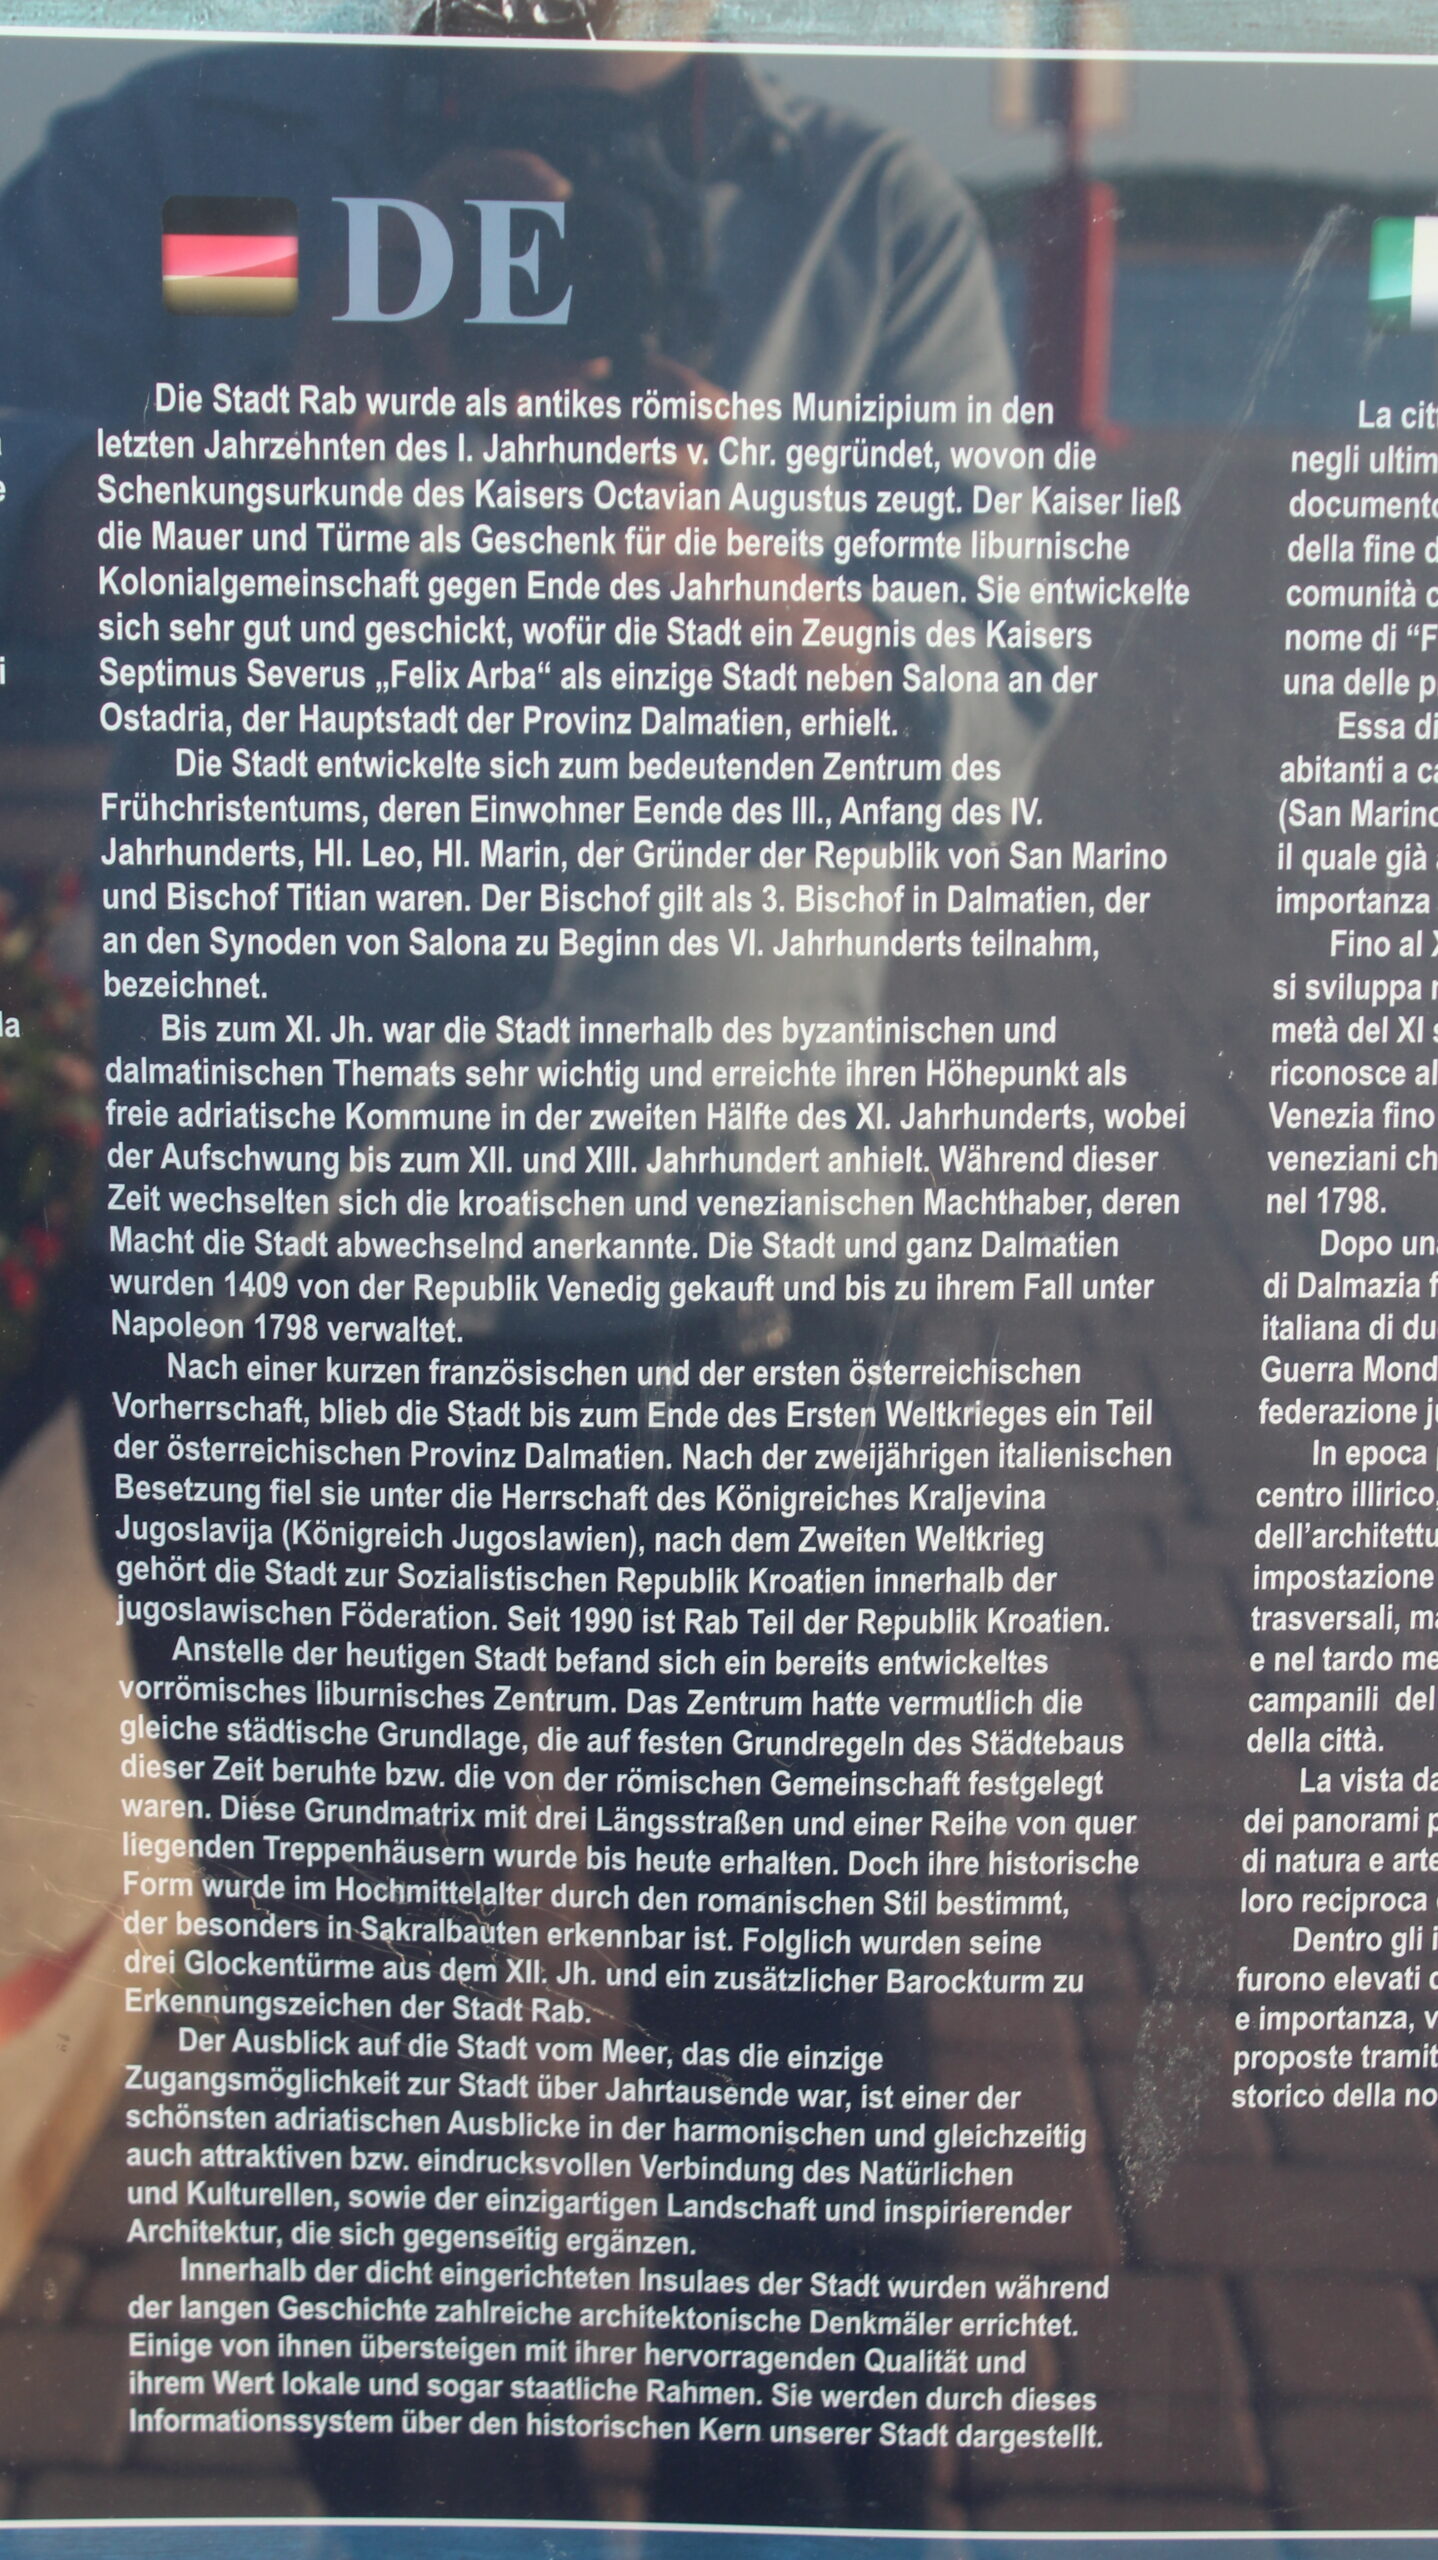 DE
Die Stadt Rab wurde als antikes römisches Munizipium in den
letzten Jahrzehnten des I. Jahrhunderts v. Chr. gegründet, wovon die
Schenkungsurkunde des Kaisers Octavian Augustus zeugt. Der Kaiser ließ
die Mauer und Türme als Geschenk für die bereits geformte liburnische
Kolonialgemeinschaft gegen Ende des Jahrhunderts bauen. Sie entwickelte
sich sehr gut und geschickt, wofür die Stadt ein Zeugnis des Kaisers
Septimus Severus „Felix Arba“ als einzige Stadt neben Salona an der
Ostadria, der Hauptstadt der Provinz Dalmatien, erhielt.
Die Stadt entwickelte sich zum bedeutenden Zentrum des
Frühchristentums, deren Einwohner Eende des III., Anfang des IV.
Jahrhunderts, Hl. Leo, Hl. Marin, der Gründer der Republik von San Marino
und Bischof Titian waren. Der Bischof gilt als 3. Bischof in Dalmatien, der
an den Synoden von Salona zu Beginn des VI. Jahrhunderts teilnahm,
bezeichnet.
Bis zum XI. Jh. war die Stadt innerhalb des byzantinischen und
dalmatinischen Themats sehr wichtig und erreichte ihren Höhepunkt als
freie adriatische Kommune in der zweiten Hälfte des XI. Jahrhunderts, wobei
der Aufschwung bis zum XII. und XIII. Jahrhundert anhielt. Während dieser
Zeit wechselten sich die kroatischen und venezianischen Machthaber, deren
Macht die Stadt abwechselnd anerkannte. Die Stadt und ganz Dalmatien
wurden 1409 von der Republik Venedig gekauft und bis zu ihrem Fall unter
Napoleon 1798 verwaltet.
Nach einer kurzen französischen und der ersten österreichischen
Vorherrschaft, blieb die Stadt bis zum Ende des Ersten Weltkrieges ein Teil
der österreichischen Provinz Dalmatien. Nach der zweijährigen italienischen
Besetzung fiel sie unter die Herrschaft des Königreiches Kraljevina
Jugoslavija (Königreich Jugoslawien), nach dem Zweiten Weltkrieg
gehört die Stadt zur Sozialistischen Republik Kroatien innerhalb der
jugoslawischen Föderation. Seit 1990 ist Rab Teil der Republik Kroatien.
Anstelle der heutigen Stadt befand sich ein bereits entwickeltes
vorrömisches liburnisches Zentrum. Das Zentrum hatte vermutlich die
gleiche städtische Grundlage, die auf festen Grundregeln des Städtebaus
dieser Zeit beruhte bzw. die von der römischen Gemeinschaft festgelegt
waren. Diese Grundmatrix mit drei Längsstraßen und einer Reihe von quer
liegenden Treppenhäusern wurde bis heute erhalten. Doch ihre historische
Form wurde im Hochmittelalter durch den romanischen Stil bestimmt,
der besonders in Sakralbauten erkennbar ist. Folglich wurden seine
drei Glockentürme aus dem XII. Jh. und ein zusätzlicher Barockturm zu
Erkennungszeichen der Stadt Rab.
Der Ausblick auf die Stadt vom Meer, das die einzige
Zugangsmöglichkeit zur Stadt über Jahrtausende war, ist einer der
schönsten adriatischen Ausblicke in der harmonischen und gleichzeitig
auch attraktiven bzw. eindrucksvollen Verbindung des Natürlichen
und Kulturellen, sowie der einzigartigen Landschaft und inspirierender
Architektur, die sich gegenseitig ergänzen.
Innerhalb der dicht eingerichteten Insulaes der Stadt wurden während
der langen Geschichte zahlreiche architektonische Denkmäler errichtet.
Einige von ihnen übersteigen mit ihrer hervorragenden Qualität und
ihrem Wert lokale und sogar staatliche Rahmen. Sie werden durch dieses
Informationssystem über den historischen Kern unserer Stadt dargestellt.
La
negli
documento
della fine
comunità
nome di
una delle
Essa
abitanti a
(San Marino
il quale già
importanza
Fino al
si sviluppa
metà del XI
riconosce
Venezia fino
veneziani
nel 1798.
Dopo
di Dalmazia
italiana di
Guerra
federazione
In epoca
centro illirico,
impostazione
trasversali,
e nel tardo
campanili
della città.
La vista
dei panorami
di natura e arte
loro reciproca
Dentro gli
furono elevati
e importanza,
proposte
storico della